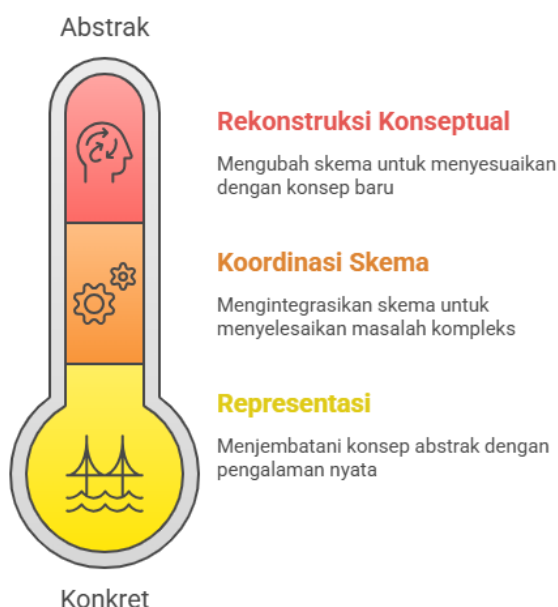 Abstrak
Rekonstruksi Konseptual
Mengubah skema untuk menyesuaikan
dengan konsep baru
Koordinasi Skema
Mengintegrasikan skema untuk
menyelesaikan masalah kompleks
Representasi
Menjembatani konsep abstrak dengan
pengalaman nyata
Konkret